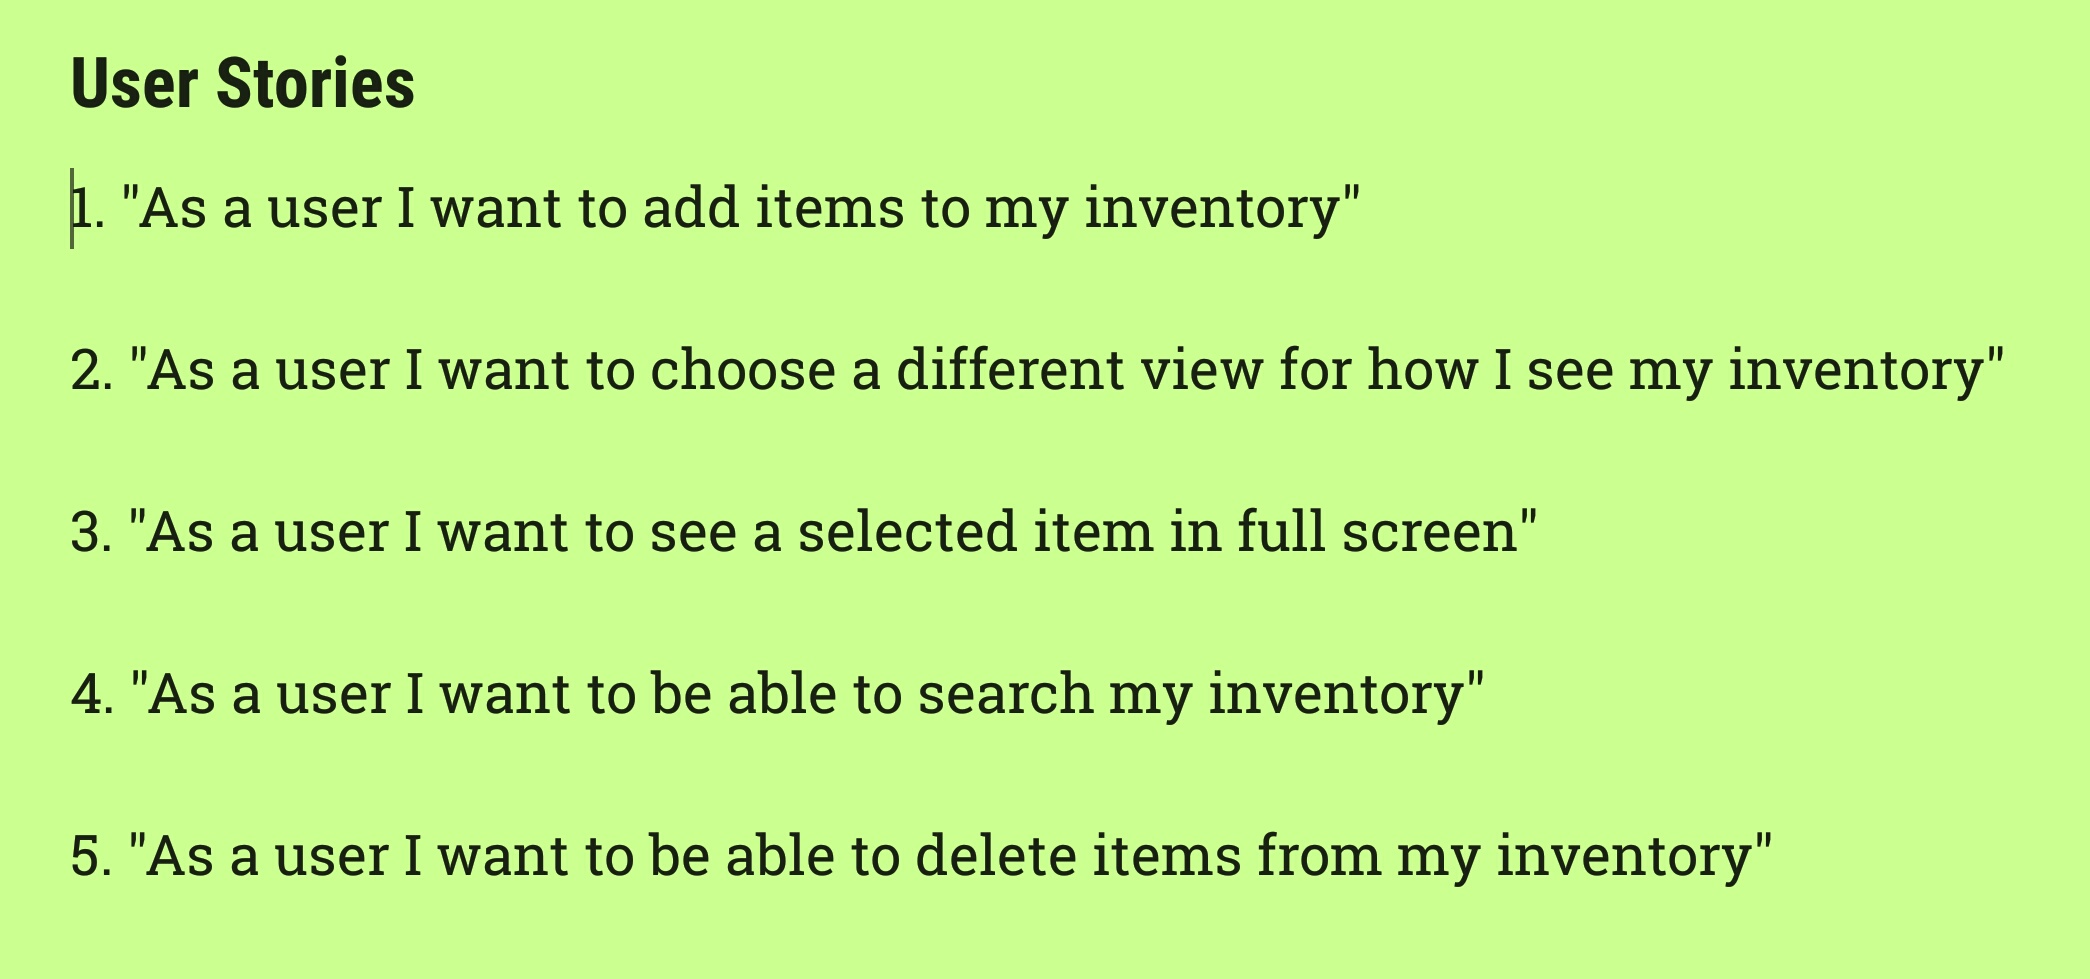 User Stories
1. "As a user I want to add items to my inventory"
2. "As a user I want to choose a different view for how I see my inventory"
3. "As a user I want to see a selected item in full screen"
4. "As a user I want to be able to search my inventory"
5. "As a user I want to be able to delete items from my inventory"